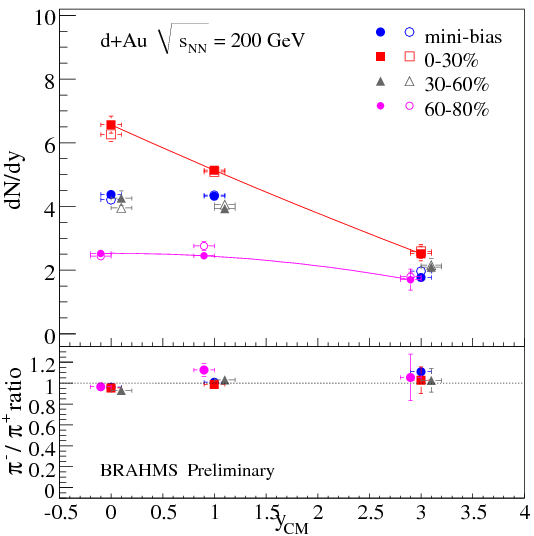 d+Au √s_NN = 200 GeV
mini-bias
0-30%
30-60%
60-80%
dN/dy
10
8
6
4
2
0
π⁻/ π⁺ ratio
1.2
1
0.8
0.6
0.4
0.2
0
BRAHMS Preliminary
-0.5 0 0.5 1 1.5 2 2.5 3 3.5 4
y_CM